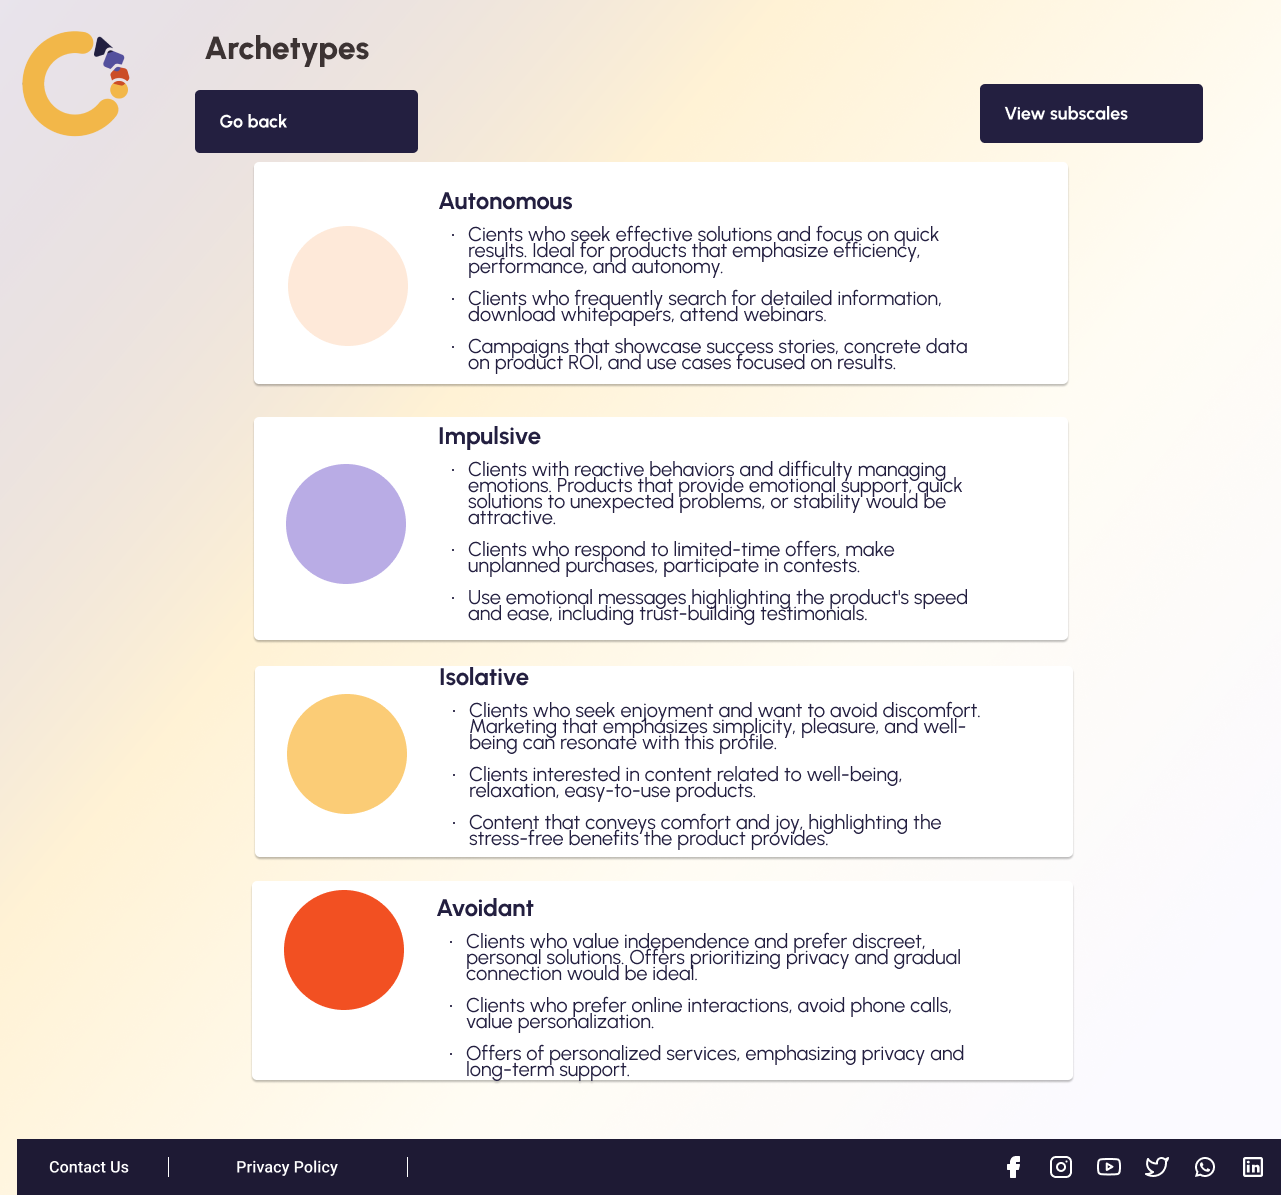 Archetypes
Go back
View subscales
Autonomous
· Cients who seek effective solutions and focus on quick
results. Ideal for products that emphasize efficiency,
performance, and autonomy.
· Clients who frequently search for detailed information,
download whitepapers, attend webinars.
· Campaigns that showcase success stories, concrete data
on product ROI, and use cases focused on results.
Impulsive
· Clients with reactive behaviors and difficulty managing
emotions. Products that provide emotional support, quick
solutions to unexpected problems, or stability would be
attractive.
· Clients who respond to limited-time offers, make
unplanned purchases, participate in contests.
· Use emotional messages highlighting the product's speed
and ease, including trust-building testimonials.
Isolative
· Clients who seek enjoyment and want to avoid discomfort.
Marketing that emphasizes simplicity, pleasure, and well-
being can resonate with this profile.
· Clients interested in content related to well-being,
relaxation, easy-to-use products.
· Content that conveys comfort and joy, highlighting the
stress-free benefits the product provides.
Avoidant
· Clients who value independence and prefer discreet,
personal solutions. Offers prioritizing privacy and gradual
connection would be ideal.
· Clients who prefer online interactions, avoid phone calls,
value personalization.
· Offers of personalized services, emphasizing privacy and
long-term support.
Contact Us
Privacy Policy